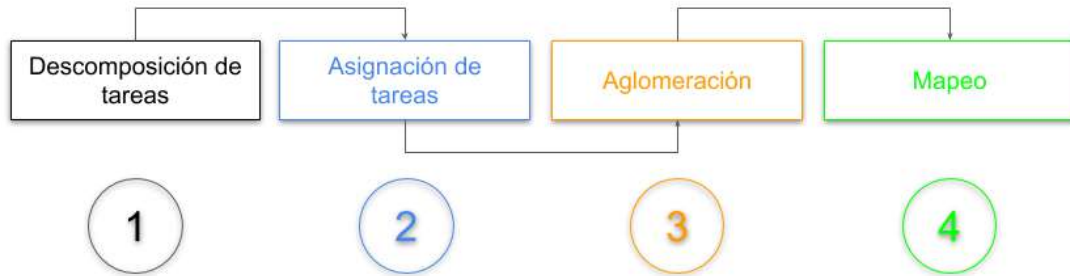 Descomposición de
tareas
Asignación de
tareas
Aglomeración
Mapeo
1
2
3
4